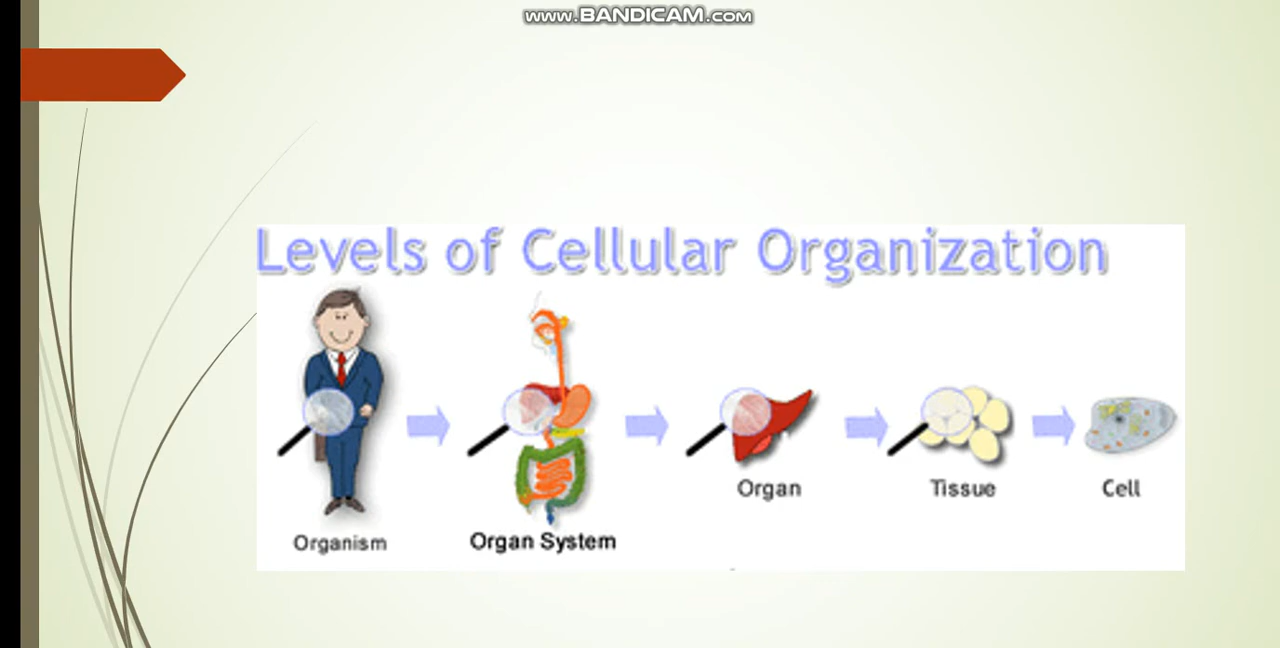 www.BANDICAM.com
Levels of Cellular Organization
Organism
Organ System
Organ
Tissue
Cell